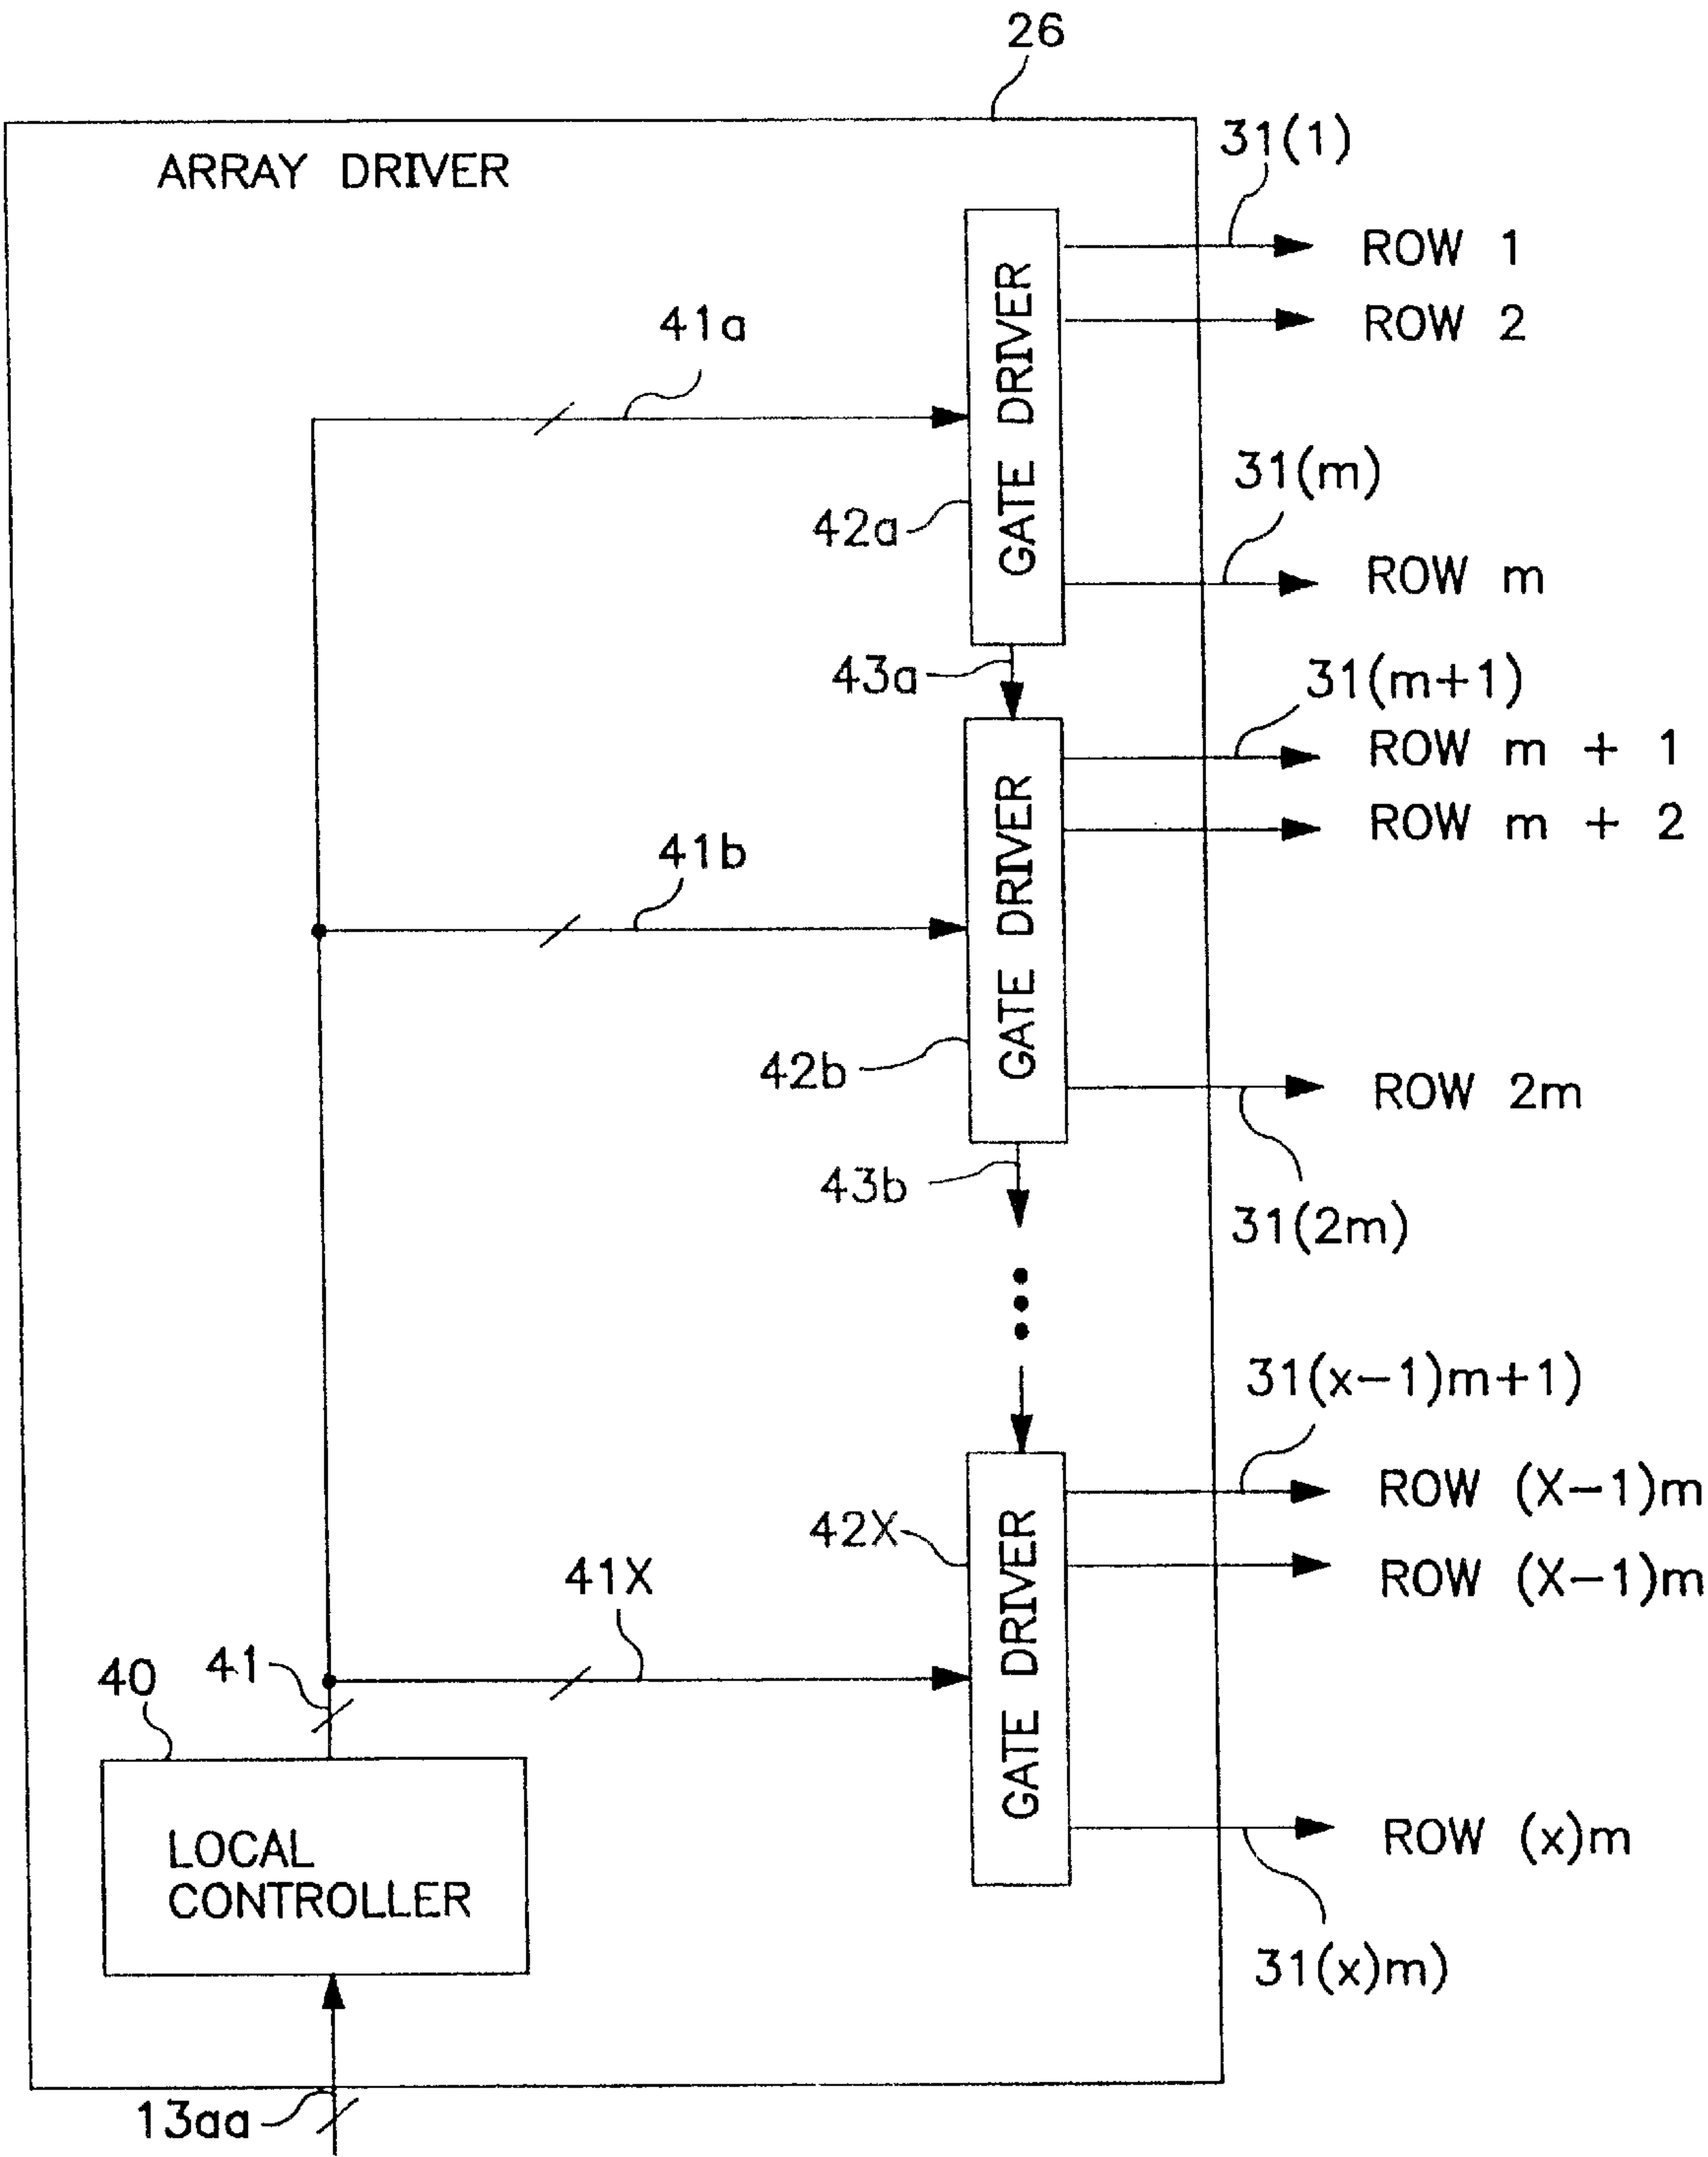 26
ARRAY DRIVER
31(1)
ROW 1
ROW 2
41a
GATE DRIVER
42a
31(m)
ROW m
43a
31(m+1)
ROW m + 1
ROW m + 2
41b
GATE DRIVER
42b
ROW 2m
43b
31(2m)
31(x-1)m+1)
ROW (X-1)m
42X
ROW (X-1)m
41X
GATE DRIVER
41
40
LOCAL
CONTROLLER
ROW (x)m
31(x)m)
13aa